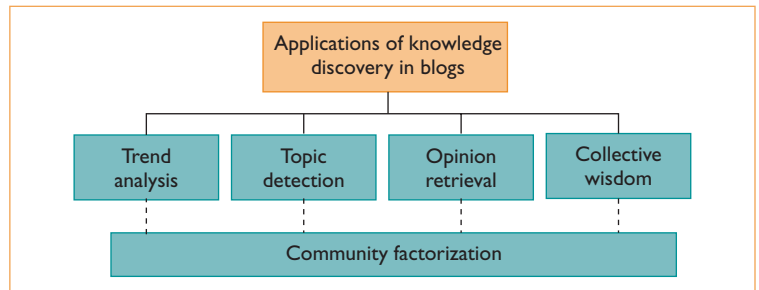 Applications of knowledge
discovery in blogs
Trend
analysis
Topic
detection
Opinion
retrieval
Collective
wisdom
Community factorization